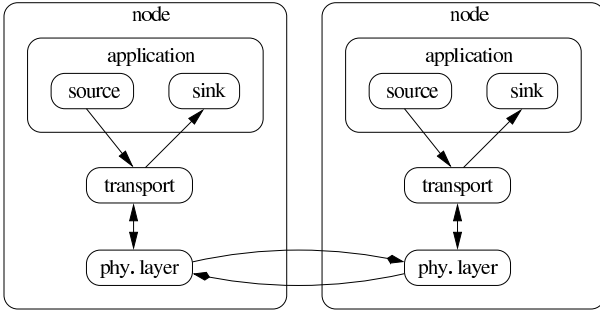 node
application
source
sink
transport
phy. layer
node
application
source
sink
transport
phy. layer